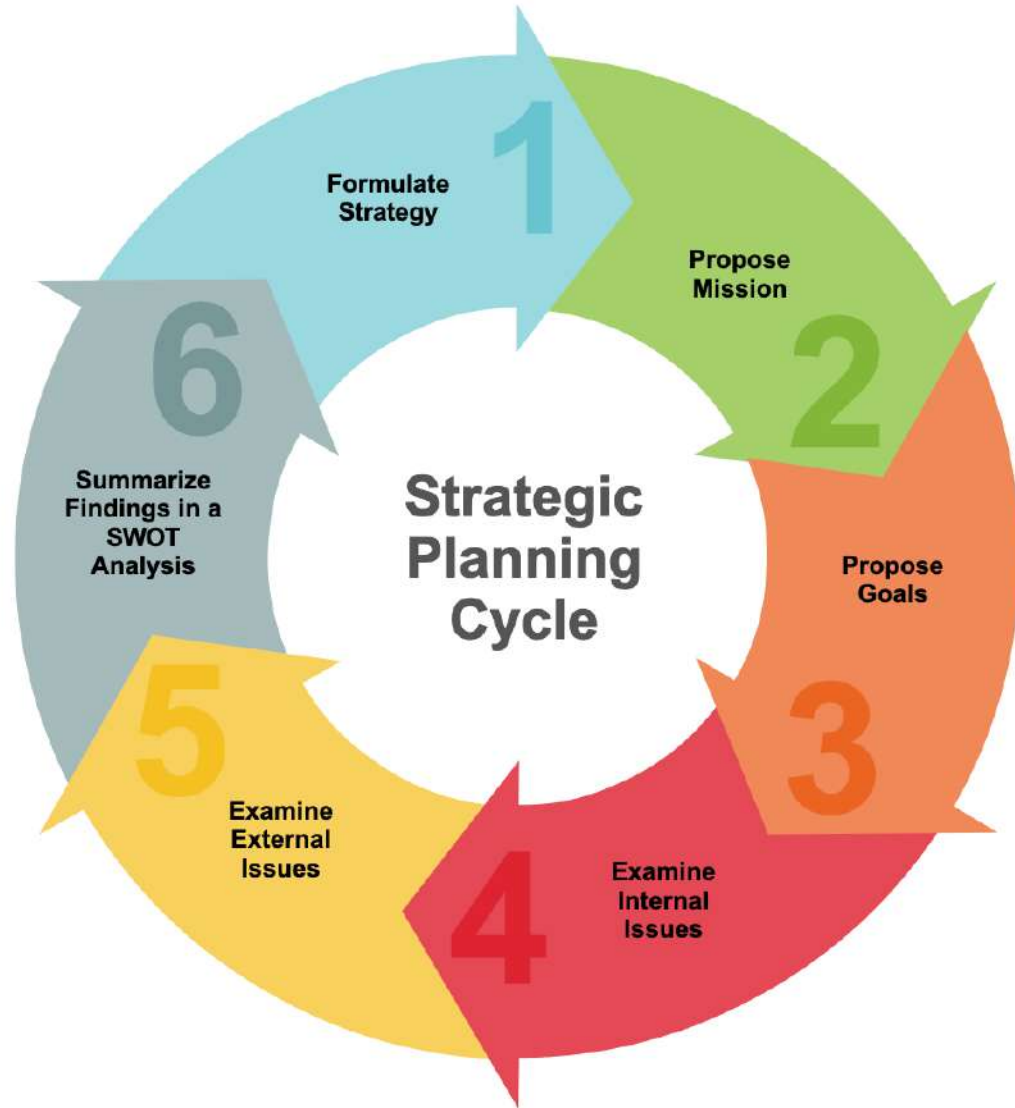 1
Formulate
Strategy
2
Propose
Mission
3
Propose
Goals
4
Examine
Internal
Issues
5
Examine
External
Issues
6
Summarize
Findings in a
SWOT
Analysis
Strategic
Planning
Cycle